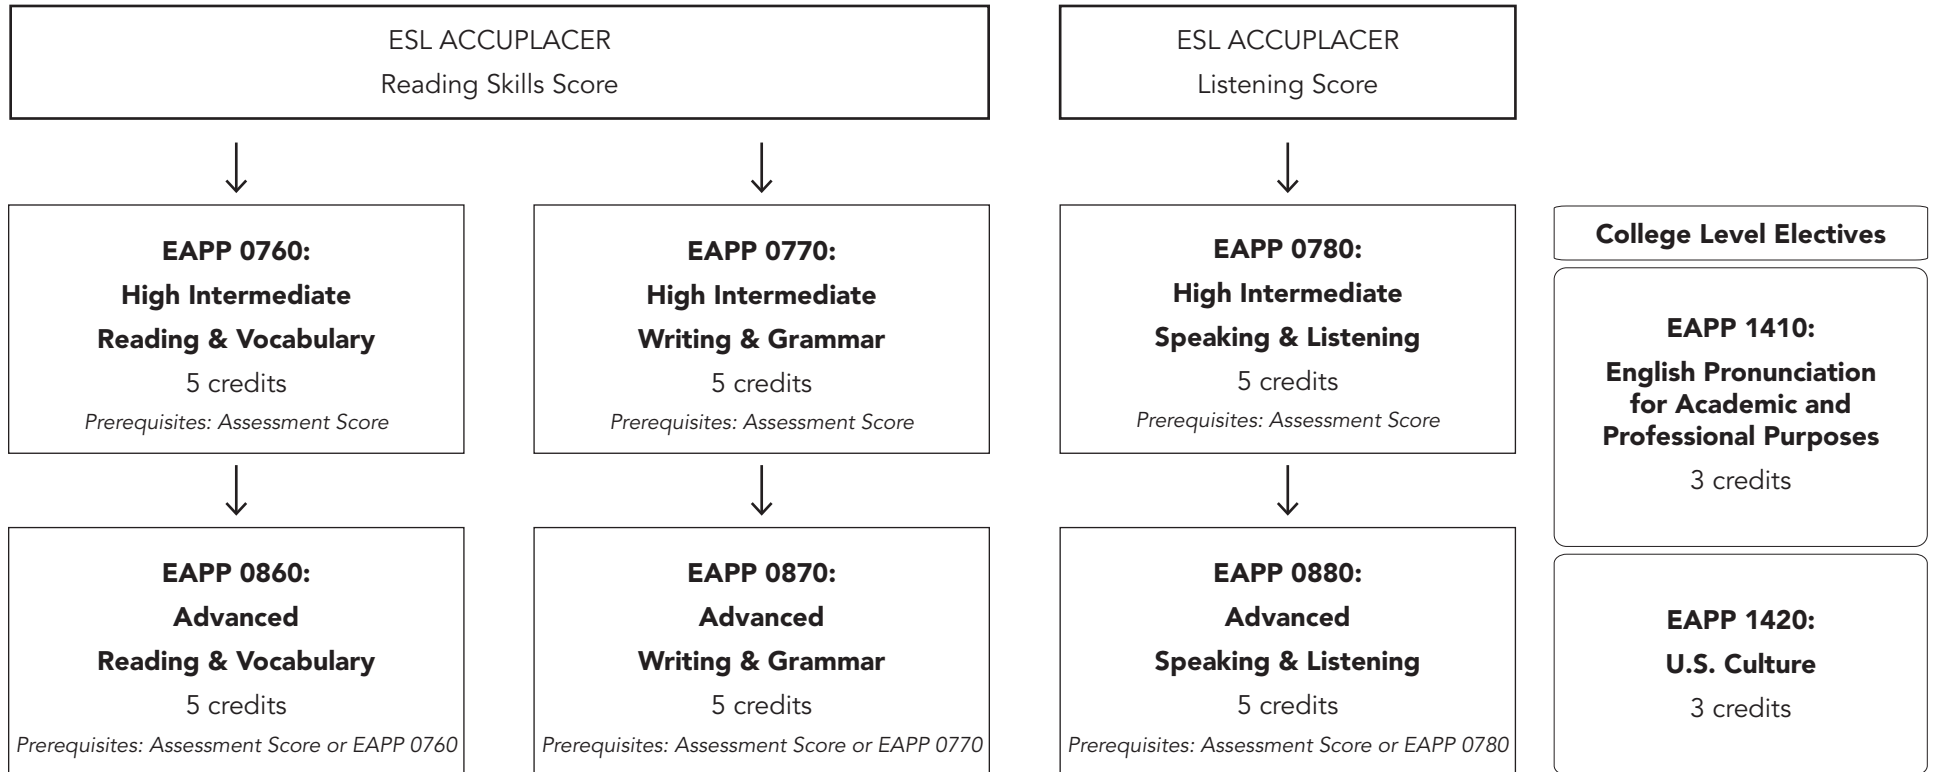 ESL ACCUPLACER
Reading Skills Score
ESL ACCUPLACER
Listening Score
EAPP 0760:
High Intermediate
Reading & Vocabulary
5 credits
Prerequisites: Assessment Score
EAPP 0770:
High Intermediate
Writing & Grammar
5 credits
Prerequisites: Assessment Score
EAPP 0780:
High Intermediate
Speaking & Listening
5 credits
Prerequisites: Assessment Score
College Level Electives
EAPP 1410:
English Pronunciation
for Academic and
Professional Purposes
3 credits
EAPP 0860:
Advanced
Reading & Vocabulary
5 credits
Prerequisites: Assessment Score or EAPP 0760
EAPP 0870:
Advanced
Writing & Grammar
5 credits
Prerequisites: Assessment Score or EAPP 0770
EAPP 0880:
Advanced
Speaking & Listening
5 credits
Prerequisites: Assessment Score or EAPP 0780
EAPP 1420:
U.S. Culture
3 credits